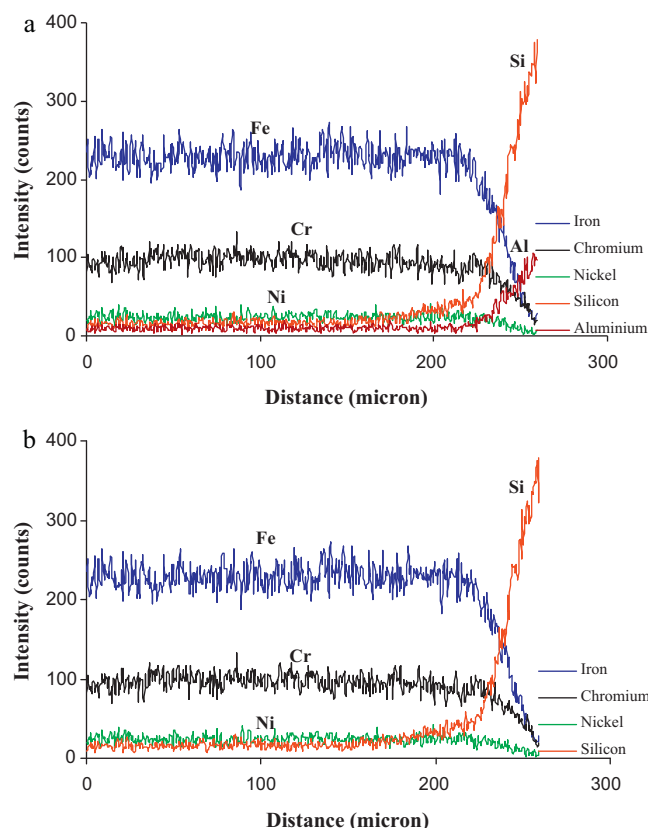 a
400
Si
300
Fe
Intensity (counts)
200
Al
Iron
Cr
100
Chromium
Nickel
Ni
Silicon
0
Aluminium
0 100 200 300
Distance (micron)
b
400
Si
300
Fe
Intensity (counts)
200
Cr
Iron
100
Chromium
Ni
Nickel
0
Silicon
0 100 200 300
Distance (micron)